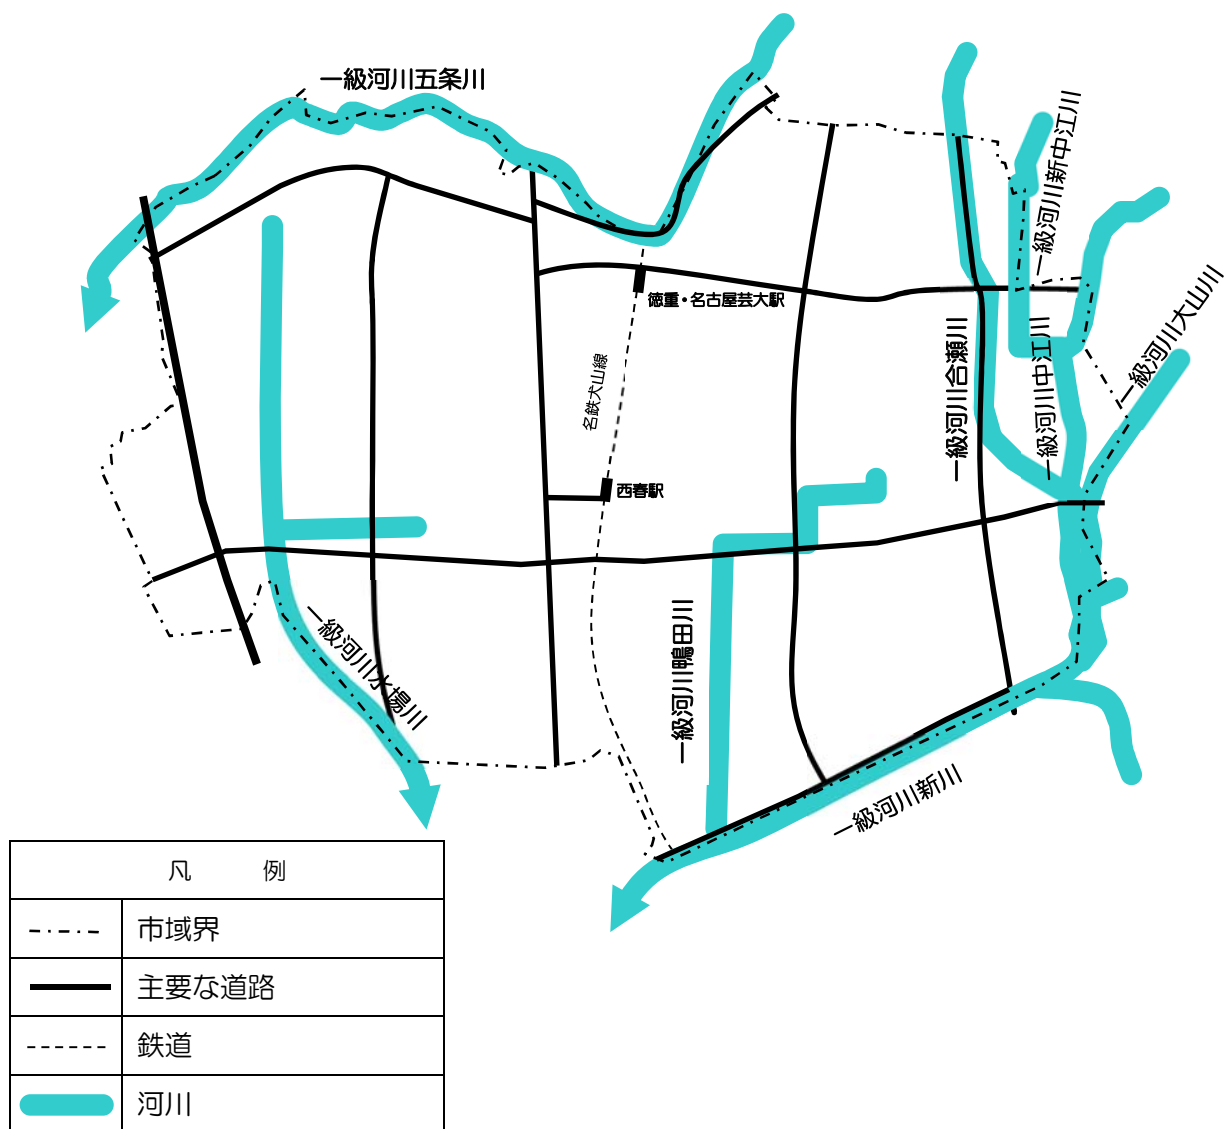 一級河川五条川
一級河川新中江川
一級河川大山川
徳重・名古屋芸大駅
一級河川合瀬川
一級河川中江川
名鉄犬山線
西春駅
一級河川水場川
一級河川鴨田川
一級河川新川
凡 例
市域界
主要な道路
鉄道
河川